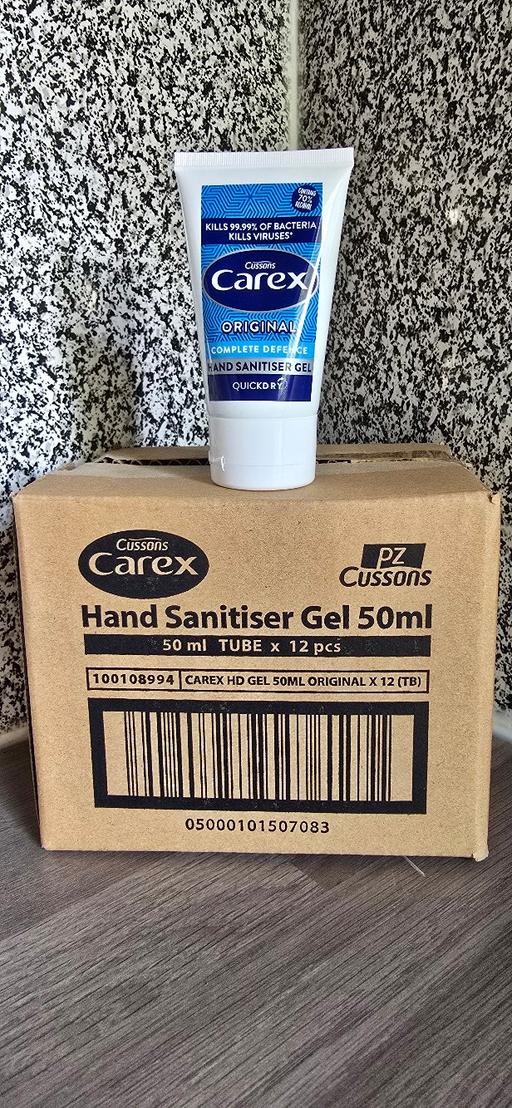 CONTAINS
70%
ALCOHOL
KILLS 99.99% OF BACTERIA
KILLS VIRUSES*
Cussons
Carex
ORIGINAL
COMPLETE DEFENCE
HAND SANITISER GEL
QUICKDRY
Cussons
Carex
PZ
Cussons
Hand Sanitiser Gel 50ml
50 ml TUBE x 12 pcs
100108994 CAREX HD GEL 50ML ORIGINAL X 12 (TB)
05000101507083